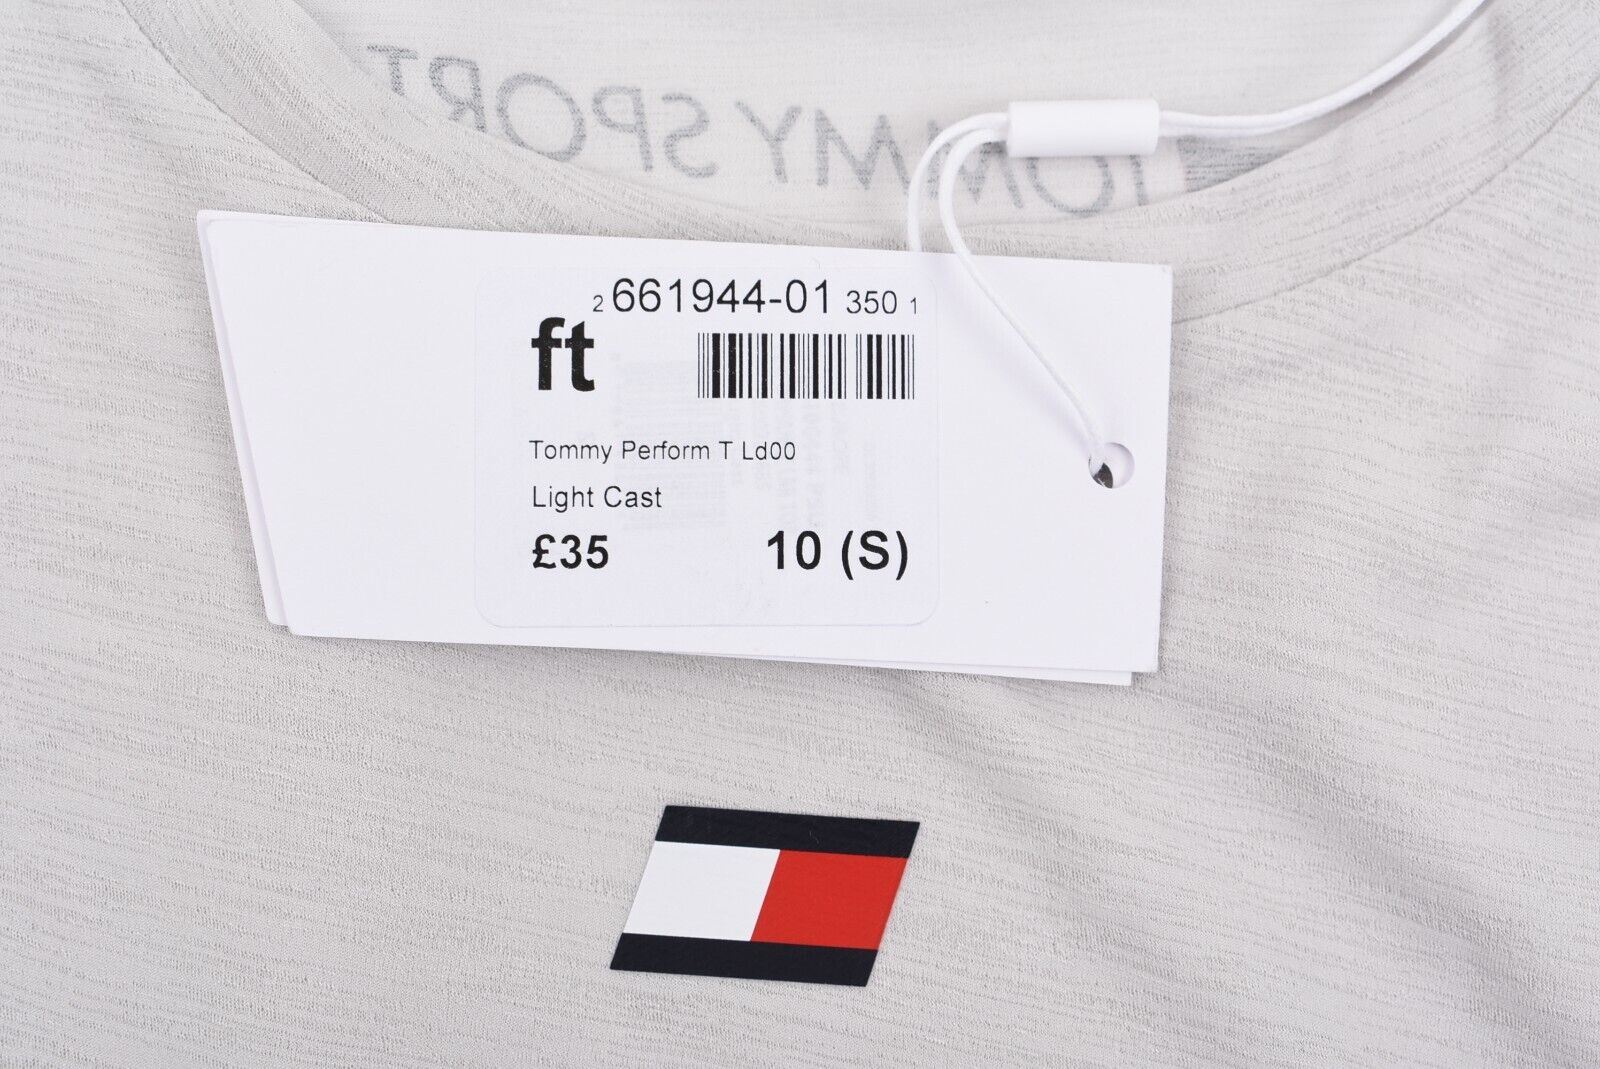 TOMMY SPORT
2 661944-01 350 1
ft
Tommy Perform T Ld00
Light Cast
£35 10 (S)